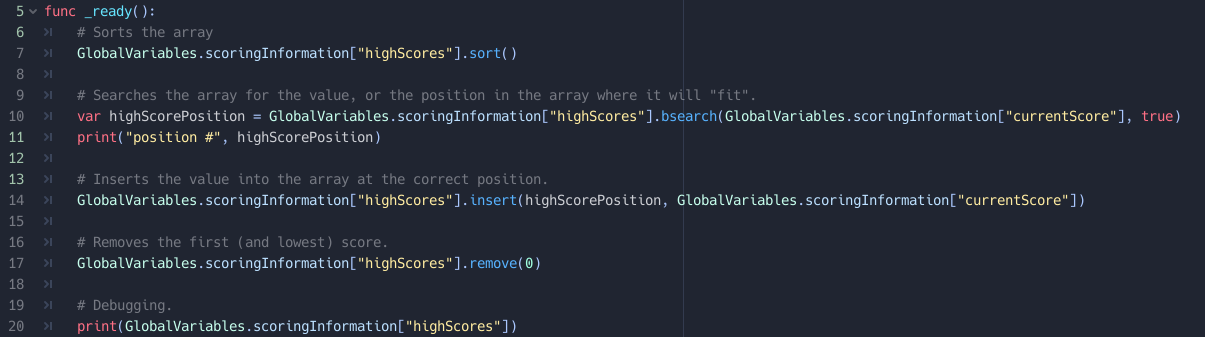 5 func _ready():
6 # Sorts the array
7 GlobalVariables.scoringInformation["highScores"].sort()
8
9 # Searches the array for the value, or the position in the array where it will "fit".
10 var highScorePosition = GlobalVariables.scoringInformation["highScores"].bsearch(GlobalVariables.scoringInformation["currentScore"], true)
11 print("position #", highScorePosition)
12
13 # Inserts the value into the array at the correct position.
14 GlobalVariables.scoringInformation["highScores"].insert(highScorePosition, GlobalVariables.scoringInformation["currentScore"])
15
16 # Removes the first (and lowest) score.
17 GlobalVariables.scoringInformation["highScores"].remove(0)
18
19 # Debugging.
20 print(GlobalVariables.scoringInformation["highScores"])